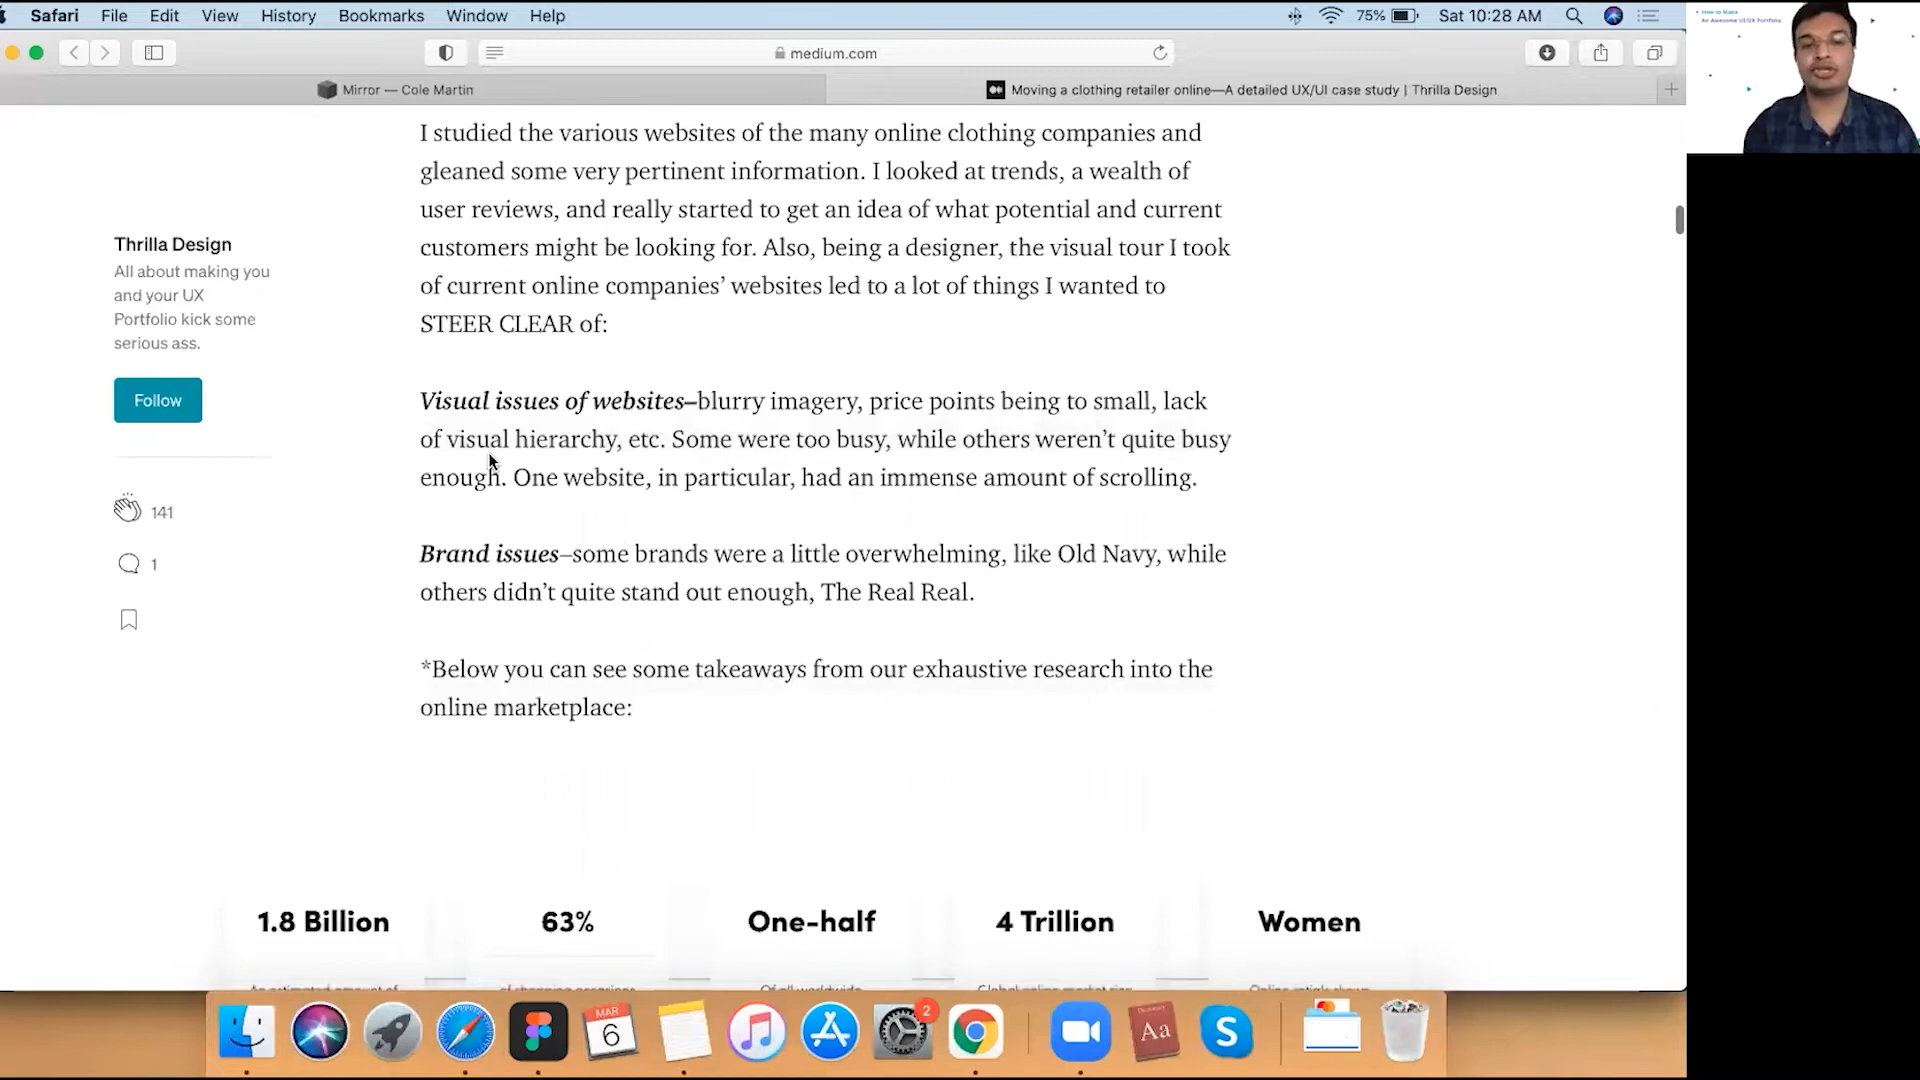 Safari File Edit View History Bookmarks Window Help 75% Sat 10:28 AM
medium.com
Mirror — Cole Martin
Moving a clothing retailer online—A detailed UX/UI case study | Thrilla Design
How to Make
An Awesome UI/UX Portfolio
I studied the various websites of the many online clothing companies and
gleaned some very pertinent information. I looked at trends, a wealth of
user reviews, and really started to get an idea of what potential and current
customers might be looking for. Also, being a designer, the visual tour I took
of current online companies’ websites led to a lot of things I wanted to
STEER CLEAR of:
Thrilla Design
All about making you
and your UX
Portfolio kick some
serious ass.
Follow
141
1
Visual issues of websites–blurry imagery, price points being to small, lack
of visual hierarchy, etc. Some were too busy, while others weren’t quite busy
enough. One website, in particular, had an immense amount of scrolling.
Brand issues–some brands were a little overwhelming, like Old Navy, while
others didn’t quite stand out enough, The Real Real.
*Below you can see some takeaways from our exhaustive research into the
online marketplace:
1.8 Billion 63% One-half 4 Trillion Women
MAR
6
2
Aa
S